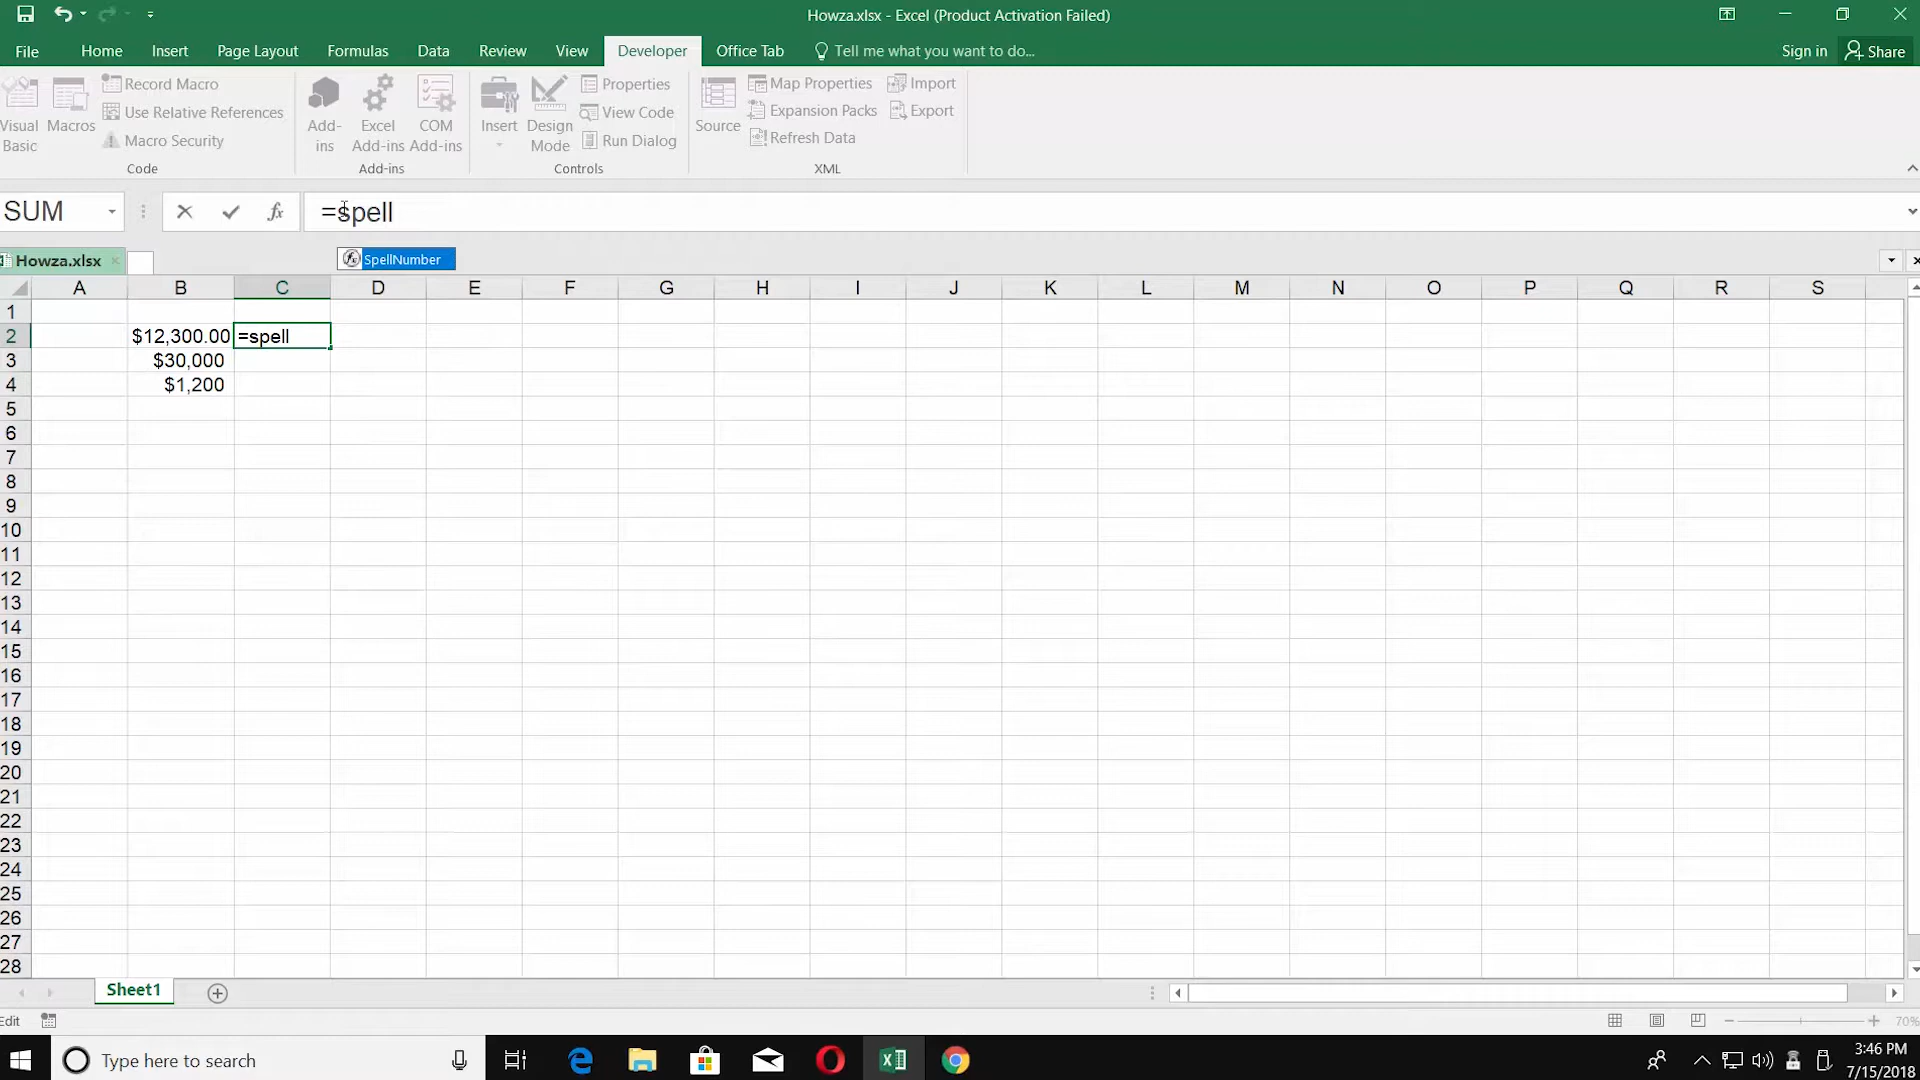 Howza.xlsx - Excel (Product Activation Failed)
File Home Insert Page Layout Formulas Data Review View Developer Office Tab Tell me what you want to do... Sign in Share
Visual Basic
Macros
Record Macro
Use Relative References
Macro Security
Code
Add-ins
Excel Add-ins
COM Add-ins
Add-ins
Insert
Design Mode
Properties
View Code
Run Dialog
Controls
Source
Map Properties
Expansion Packs
Refresh Data
Import
Export
XML
SUM fx =spell
Howza.xlsx
SpellNumber
A B C D E F G H I J K L M N O P Q R S
1
2 $12,300.00 =spell
3 $30,000
4 $1,200
5
6
7
8
9
10
11
12
13
14
15
16
17
18
19
20
21
22
23
24
25
26
27
28
Sheet1
Edit 70%
Type here to search
3:46 PM
7/15/2018